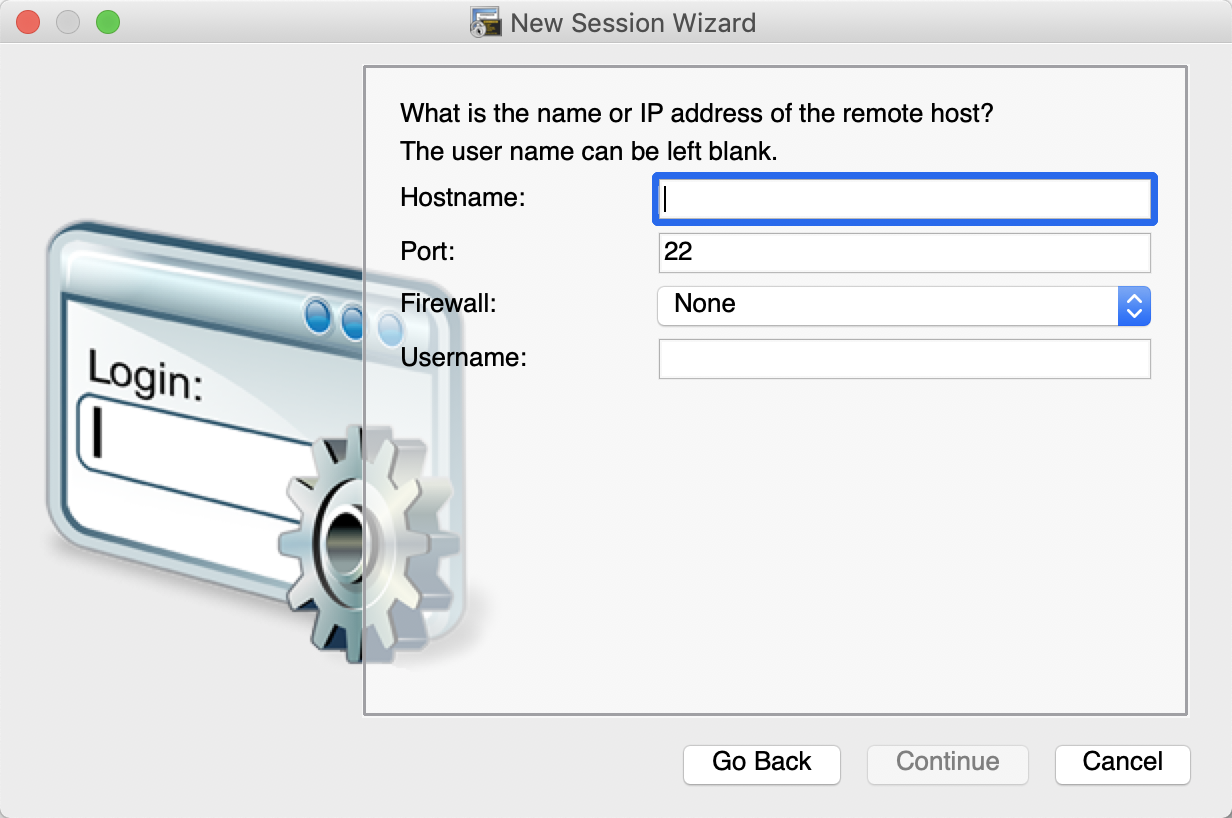 New Session Wizard
What is the name or IP address of the remote host?
The user name can be left blank.
Hostname:
Port: 22
Firewall: None
Username:
Login:
Go Back Continue Cancel